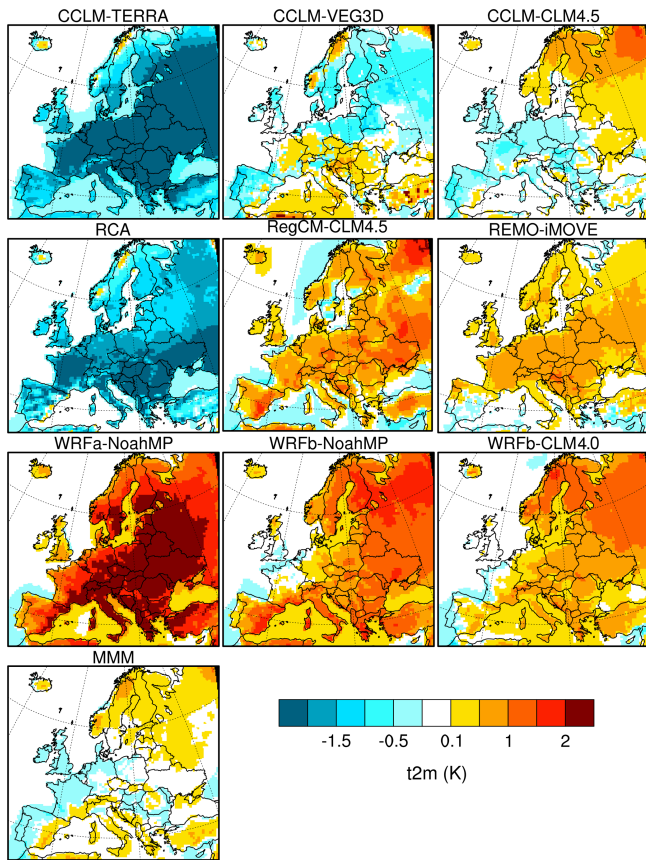 CCLM-TERRA CCLM-VEG3D CCLM-CLM4.5
RCA RegCM-CLM4.5 REMO-iMOVE
WRFa-NoahMP WRFb-NoahMP WRFb-CLM4.0
MMM
-1.5 -0.5 0.1 1 2
t2m (K)